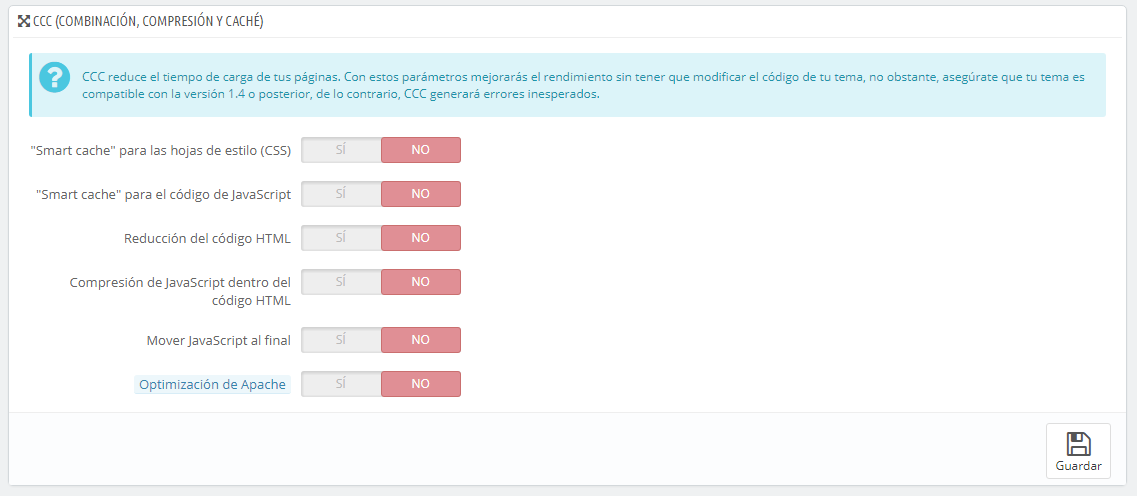 CCC (COMBINACIÓN, COMPRESIÓN Y CACHÉ)
CCC reduce el tiempo de carga de tus páginas. Con estos parámetros mejorarás el rendimiento sin tener que modificar el código de tu tema, no obstante, asegúrate que tu tema es
compatible con la versión 1.4 o posterior, de lo contrario, CCC generará errores inesperados.
"Smart cache" para las hojas de estilo (CSS) SÍ NO
"Smart cache" para el código de JavaScript SÍ NO
Reducción del código HTML SÍ NO
Compresión de JavaScript dentro del SÍ NO
código HTML
Mover JavaScript al final SÍ NO
Optimización de Apache SÍ NO
Guardar